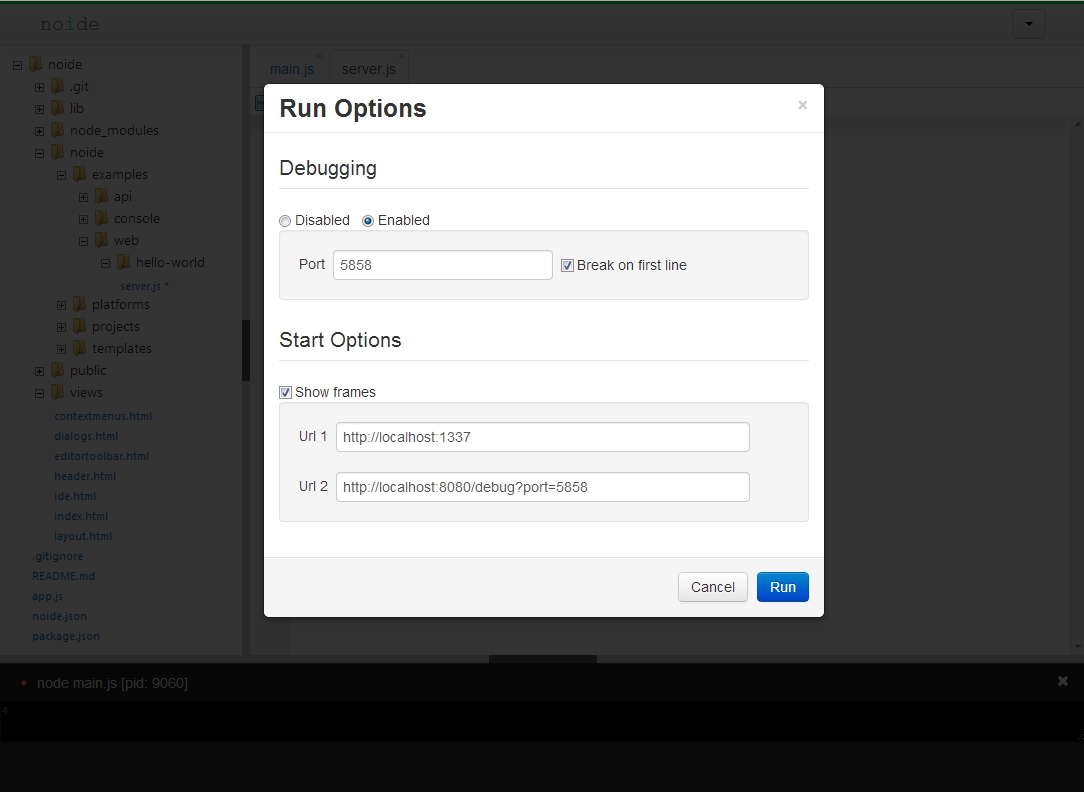 noide
noide
.git
lib
node_modules
noide
examples
api
console
web
hello-world
server.js *
platforms
projects
templates
public
views
contextmenus.html
dialogs.html
editortoolbar.html
header.html
ide.html
index.html
layout.html
.gitignore
README.md
app.js
noide.json
package.json
main.js × server.js ×
Run Options ×
Debugging
Disabled Enabled
Port 5858 Break on first line
Start Options
Show frames
Url 1 http://localhost:1337
Url 2 http://localhost:8080/debug?port=5858
Cancel Run
node main.js [pid: 9060] ×
4